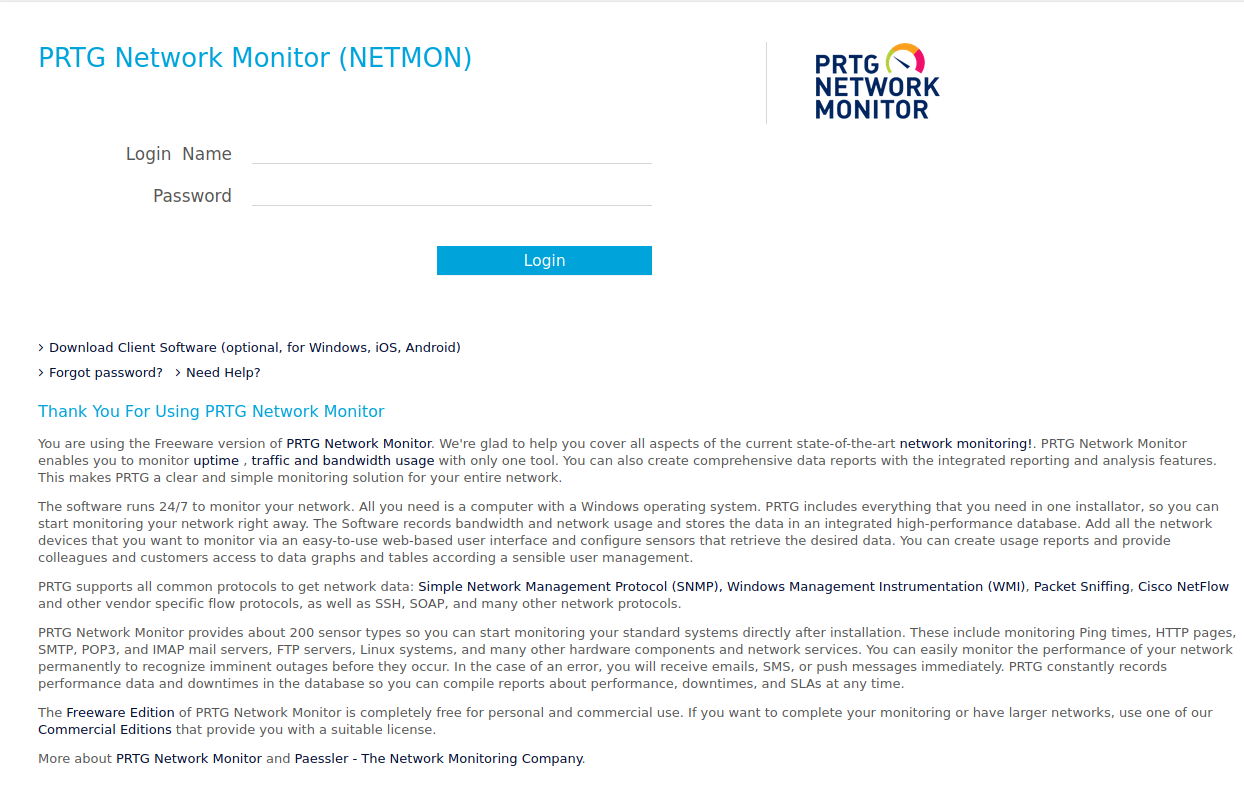 PRTG Network Monitor (NETMON)
PRTG
NETWORK
MONITOR
Login Name
Password
Login
› Download Client Software (optional, for Windows, iOS, Android)
› Forgot password? › Need Help?
Thank You For Using PRTG Network Monitor
You are using the Freeware version of PRTG Network Monitor. We're glad to help you cover all aspects of the current state-of-the-art network monitoring!. PRTG Network Monitor
enables you to monitor uptime , traffic and bandwidth usage with only one tool. You can also create comprehensive data reports with the integrated reporting and analysis features.
This makes PRTG a clear and simple monitoring solution for your entire network.
The software runs 24/7 to monitor your network. All you need is a computer with a Windows operating system. PRTG includes everything that you need in one installer, so you can
start monitoring your network right away. The Software records bandwidth and network usage and stores the data in an integrated high-performance database. Add all the network
devices that you want to monitor via an easy-to-use web-based user interface and configure sensors that retrieve the desired data. You can create usage reports and provide
colleagues and customers access to data graphs and tables according a sensible user management.
PRTG supports all common protocols to get network data: Simple Network Management Protocol (SNMP), Windows Management Instrumentation (WMI), Packet Sniffing, Cisco NetFlow
and other vendor specific flow protocols, as well as SSH, SOAP, and many other network protocols.
PRTG Network Monitor provides about 200 sensor types so you can start monitoring your standard systems directly after installation. These include monitoring Ping times, HTTP pages,
SMTP, POP3, and IMAP mail servers, FTP servers, Linux systems, and many other hardware components and network services. You can easily monitor the performance of your network
permanently to recognize imminent outages before they occur. In the case of an error, you will receive emails, SMS, or push messages immediately. PRTG constantly records
performance data and downtimes in the database so you can compile reports about performance, downtimes, and SLAs at any time.
The Freeware Edition of PRTG Network Monitor is completely free for personal and commercial use. If you want to complete your monitoring or have larger networks, use one of our
Commercial Editions that provide you with a suitable license.
More about PRTG Network Monitor and Paessler - The Network Monitoring Company.